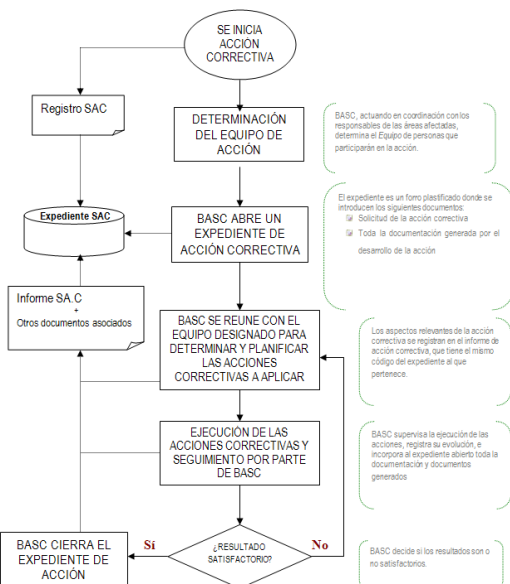 SE INICIA
ACCIÓN
CORRECTIVA
Registro SAC
DETERMINACIÓN
DEL EQUIPO DE
ACCIÓN
BASC, actuando en coordinación con los
responsables de las áreas afectadas,
determina el Equipo de personas que
participarán en la acción.
Expediente SAC
BASC ABRE UN
EXPEDIENTE DE
ACCIÓN CORRECTIVA
El expediente es un forro plastificado donde se
introducen los siguientes documentos:
Solicitud de la acción correctiva
Toda la documentación generada por el
desarrollo de la acción
Informe SA.C
+
Otros documentos asociados
BASC SE REUNE CON EL
EQUIPO DESIGNADO PARA
DETERMINAR Y PLANIFICAR
LAS ACCIONES
CORRECTIVAS A APLICAR
Los aspectos relevantes de la acción
correctiva se registran en el informe de
acción correctiva, que tiene el mismo
código del expediente al que
pertenece.
EJECUCIÓN DE LAS
ACCIONES CORRECTIVAS Y
SEGUIMIENTO POR PARTE
DE BASC
BASC supervisa la ejecución de las
acciones, registra su evolución, e
incorpora al expediente abierto toda la
documentación y documentos
generados
BASC CIERRA EL
EXPEDIENTE DE
ACCIÓN
Sí
¿RESULTADO
SATISFACTORIO?
No
BASC decide si los resultados son o
no satisfactorios.